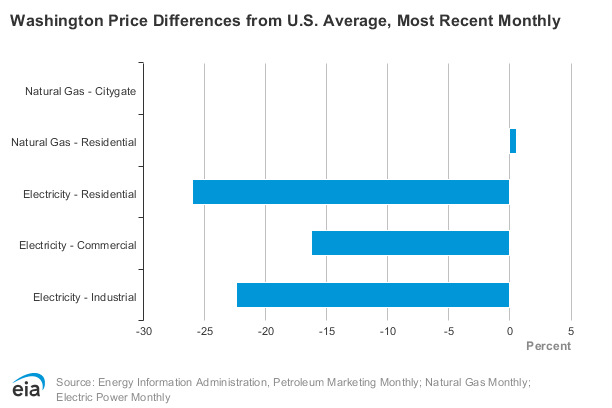 Washington Price Differences from U.S. Average, Most Recent Monthly
Natural Gas - Citygate
Natural Gas - Residential
Electricity - Residential
Electricity - Commercial
Electricity - Industrial
-30 -25 -20 -15 -10 -5 0 5
Percent
eia
Source: Energy Information Administration, Petroleum Marketing Monthly; Natural Gas Monthly;
Electric Power Monthly